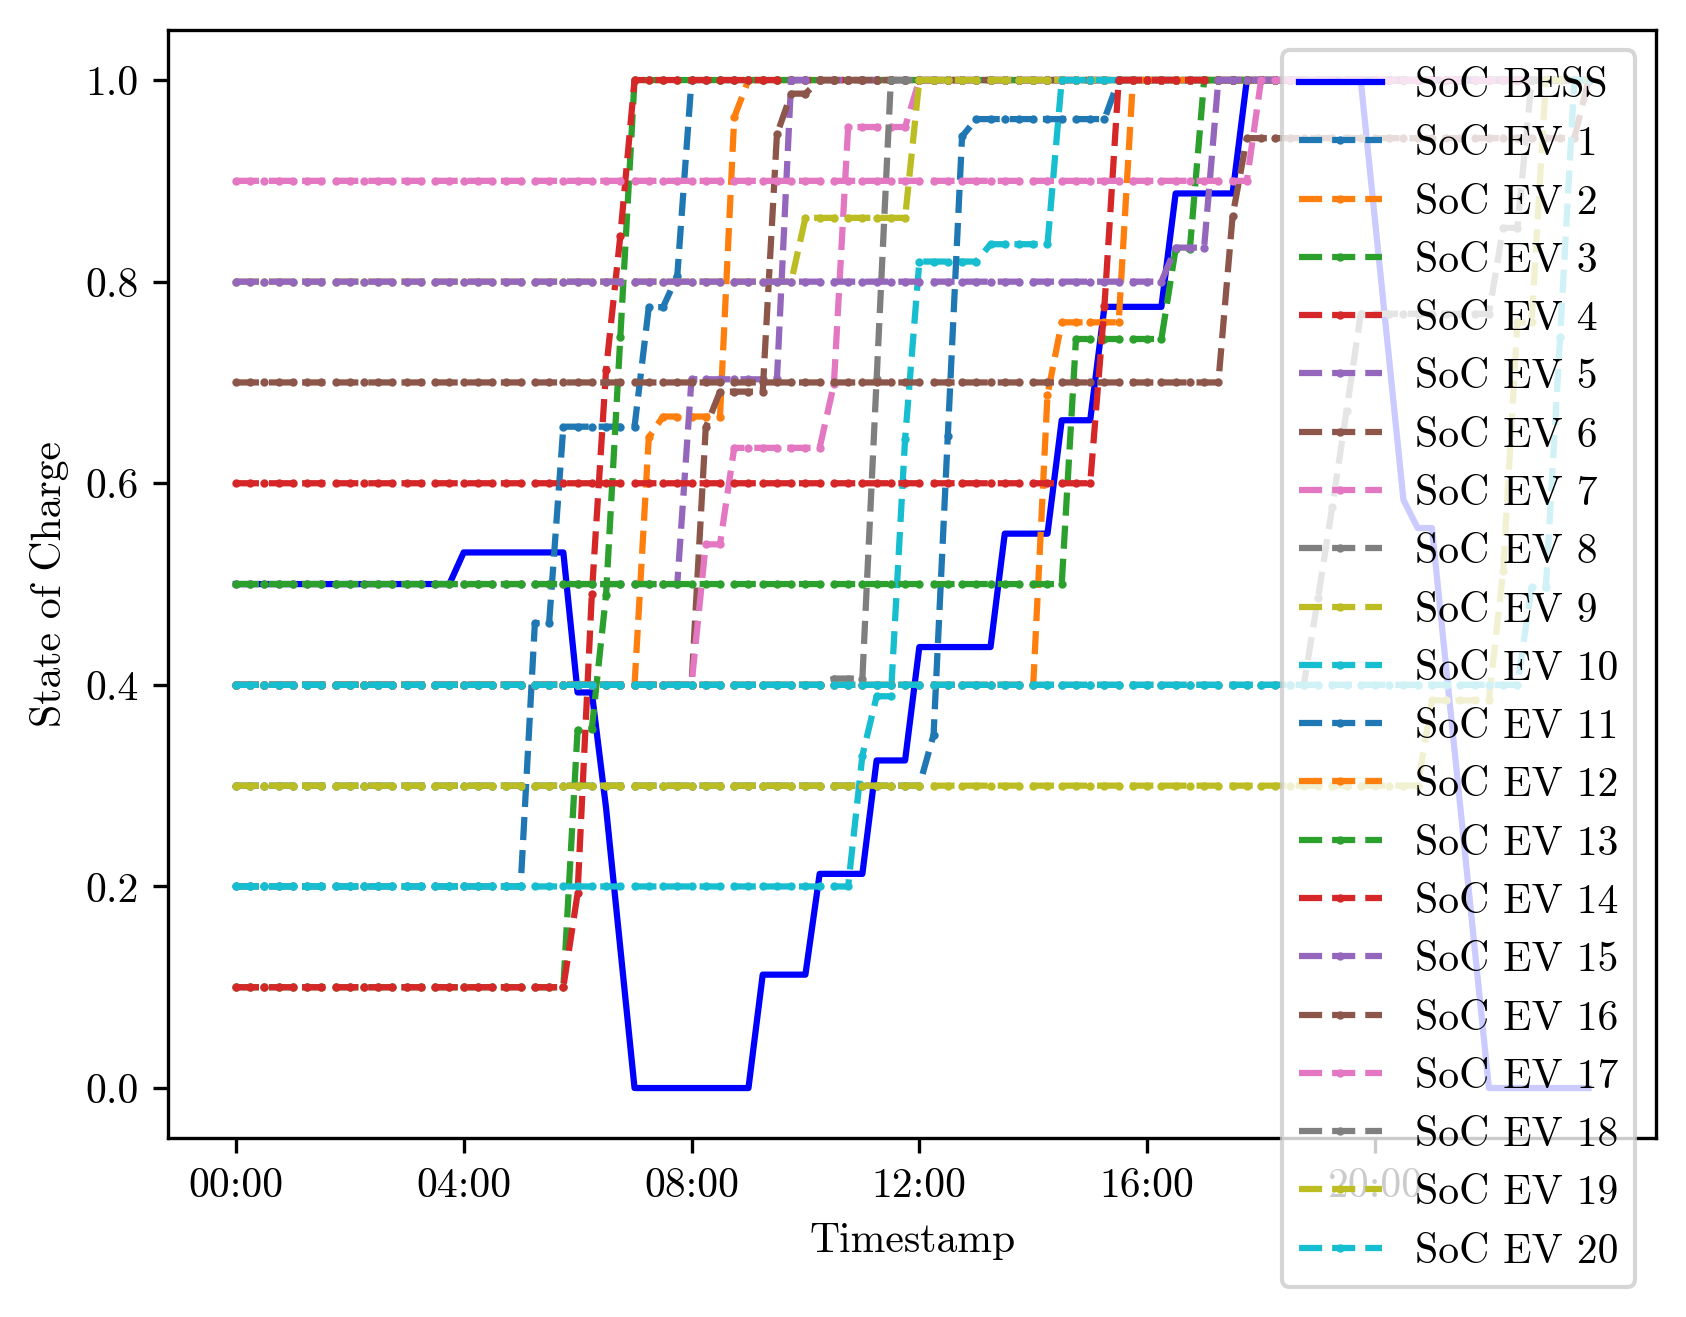 State of Charge
1.0
0.8
0.6
0.4
0.2
0.0
00:00
04:00
08:00
12:00
16:00
20:00
Timestamp
SoC BESS
SoC EV 1
SoC EV 2
SoC EV 3
SoC EV 4
SoC EV 5
SoC EV 6
SoC EV 7
SoC EV 8
SoC EV 9
SoC EV 10
SoC EV 11
SoC EV 12
SoC EV 13
SoC EV 14
SoC EV 15
SoC EV 16
SoC EV 17
SoC EV 18
SoC EV 19
SoC EV 20